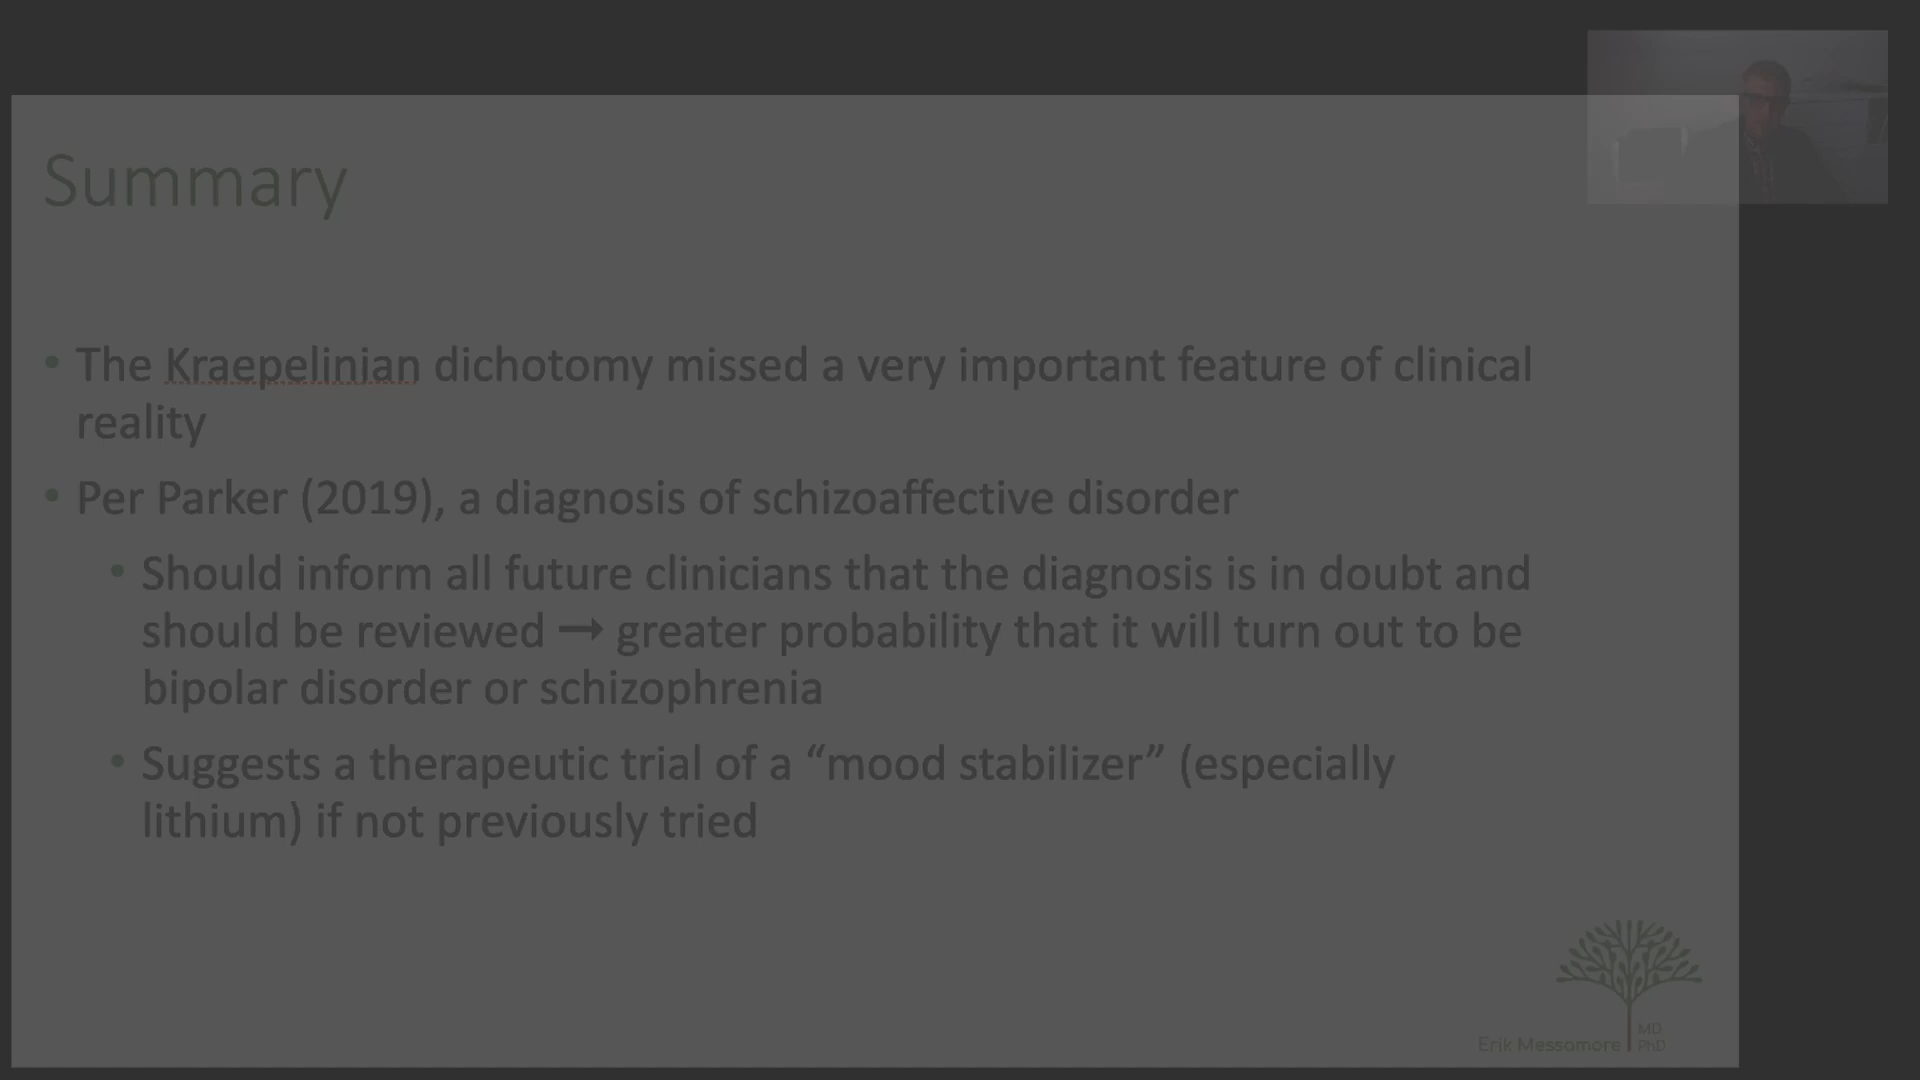 Summary
• The Kraepelinian dichotomy missed a very important feature of clinical
reality
• Per Parker (2019), a diagnosis of schizoaffective disorder
• Should inform all future clinicians that the diagnosis is in doubt and
should be reviewed → greater probability that it will turn out to be
bipolar disorder or schizophrenia
• Suggests a therapeutic trial of a “mood stabilizer” (especially
lithium) if not previously tried
Erik Messamore
MD
PhD